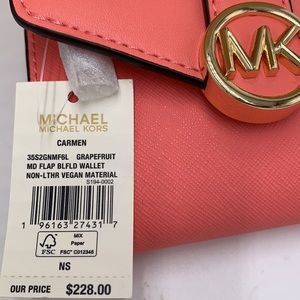 MK
MICHAEL
MICHAEL KORS
CARMEN
35S2GNMF6L GRAPEFRUIT
MD FLAP BLFLD WALLET
NON-LTHR VEGAN MATERIAL
S194-0002
1 96163 27431 7
FSC
MIX
Paper
FSC® C012345
NS
OUR PRICE $228.00